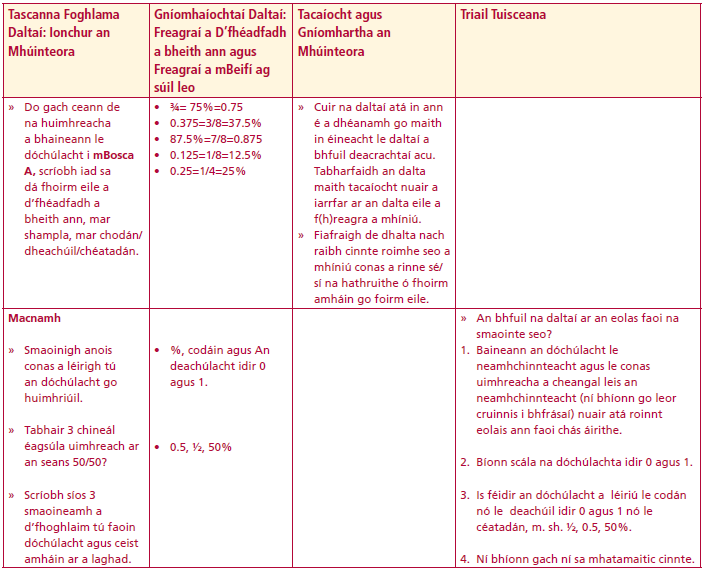 Tascanna Foghlama
Daltaí: Ionchur an
Mhúinteora
Gníomhaíochtaí Daltaí:
Freagraí a D'fhéadfadh
a bheith ann agus
Freagraí a mBeifí ag
súil leo
Tacaíocht agus
Gníomhartha an
Mhúinteora
Triail Tuisceana
» Do gach ceann de
na huimhreacha
a bhaineann le
dóchúlacht i mBosca
A, scríobh iad sa
dá fhoirm eile a
d'fhéadfadh a
bheith ann, mar
shampla, mar chodán/
dheachúil/chéatadán.
• ¾= 75%=0.75
• 0.375=3/8=37.5%
• 87.5%=7/8=0.875
• 0.125=1/8=12.5%
• 0.25=1/4=25%
» Cuir na daltaí atá in ann
é a dhéanamh go maith
in éineacht le daltaí a
bhfuil deacrachtaí acu.
Tabharfaidh an dalta
maith tacaíocht nuair a
iarrfar ar an dalta eile a
f(h)reagra a mhíniú.
» Fiafraigh de dhalta nach
raibh cinnte roimhe seo a
mhíniú conas a rinne sé/
sí na hathruithe ó fhoirm
amháin go foirm eile.
Macnamh
» Smaoinigh anois
conas a léirigh tú
an dóchúlacht go
huimhriúil.
» Tabhair 3 chineál
éagsúla uimhreach ar
an seans 50/50?
» Scríobh síos 3
smaoineamh a
d'fhoghlaim tú faoin
dóchúlacht agus ceist
amháin ar a laghad.
• %, codáin agus An
deachúlacht idir 0
agus 1.
• 0.5, ½, 50%
» An bhfuil na daltaí ar an eolas faoi na
smaointe seo?
1. Baineann an dóchúlacht le
neamhchinnteacht agus le conas
uimhreacha a cheangal leis an
neamhchinnteacht (ní bhíonn go leor
cruinnis i bhfrásaí) nuair atá roinnt
eolais ann faoi chás áirithe.
2. Bíonn scála na dóchúlachta idir 0 agus 1.
3. Is féidir an dóchúlacht a léiriú le codán
nó le deachúil idir 0 agus 1 nó le
céatadán, m. sh. ½, 0.5, 50%.
4. Ní bhíonn gach ní sa mhatamaitic cinnte.